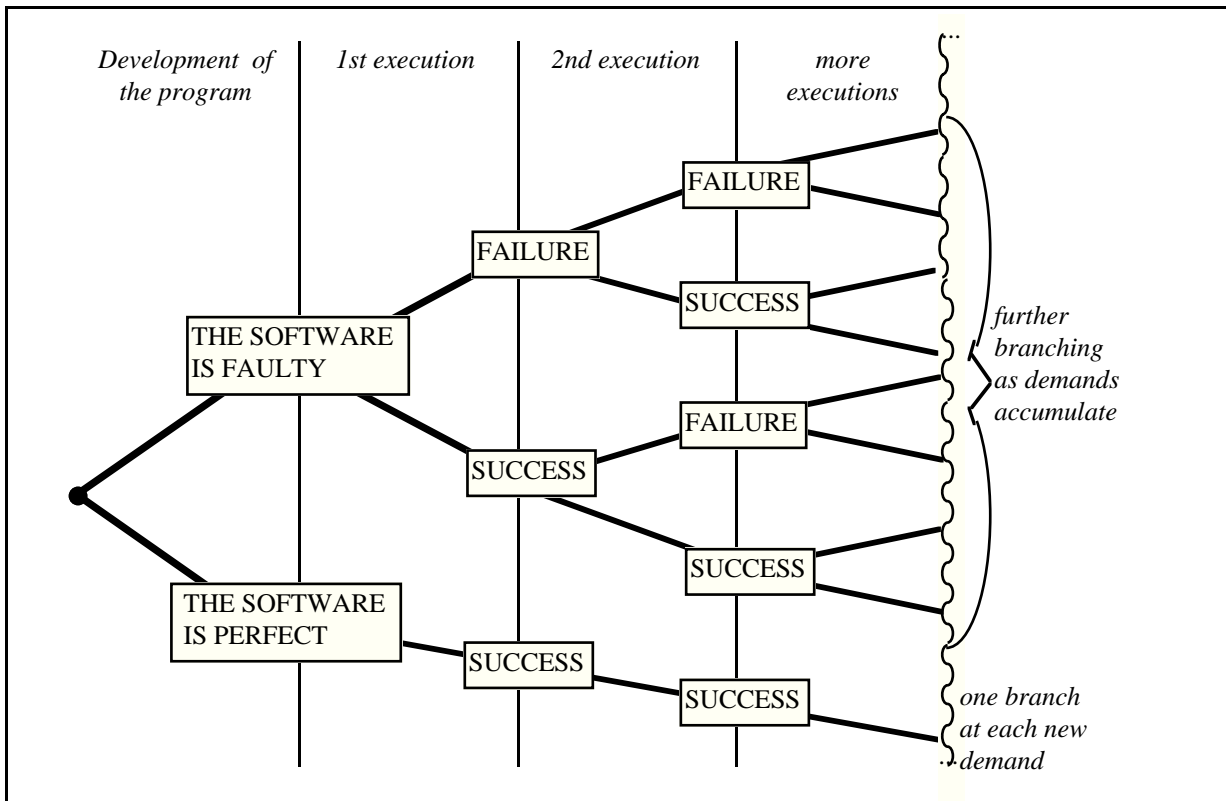 Development of
the program
1st execution
2nd execution
more
executions
...
FAILURE
FAILURE
SUCCESS
THE SOFTWARE
IS FAULTY
further
branching
as demands
accumulate
FAILURE
SUCCESS
SUCCESS
THE SOFTWARE
IS PERFECT
SUCCESS
SUCCESS
one branch
at each new
demand
...